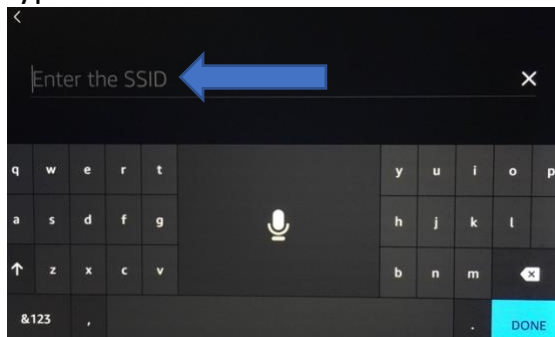 Enter the SSID
q w e r t y u i o p
a s d f g h j k l
z x c v b n m
&123 , . DONE